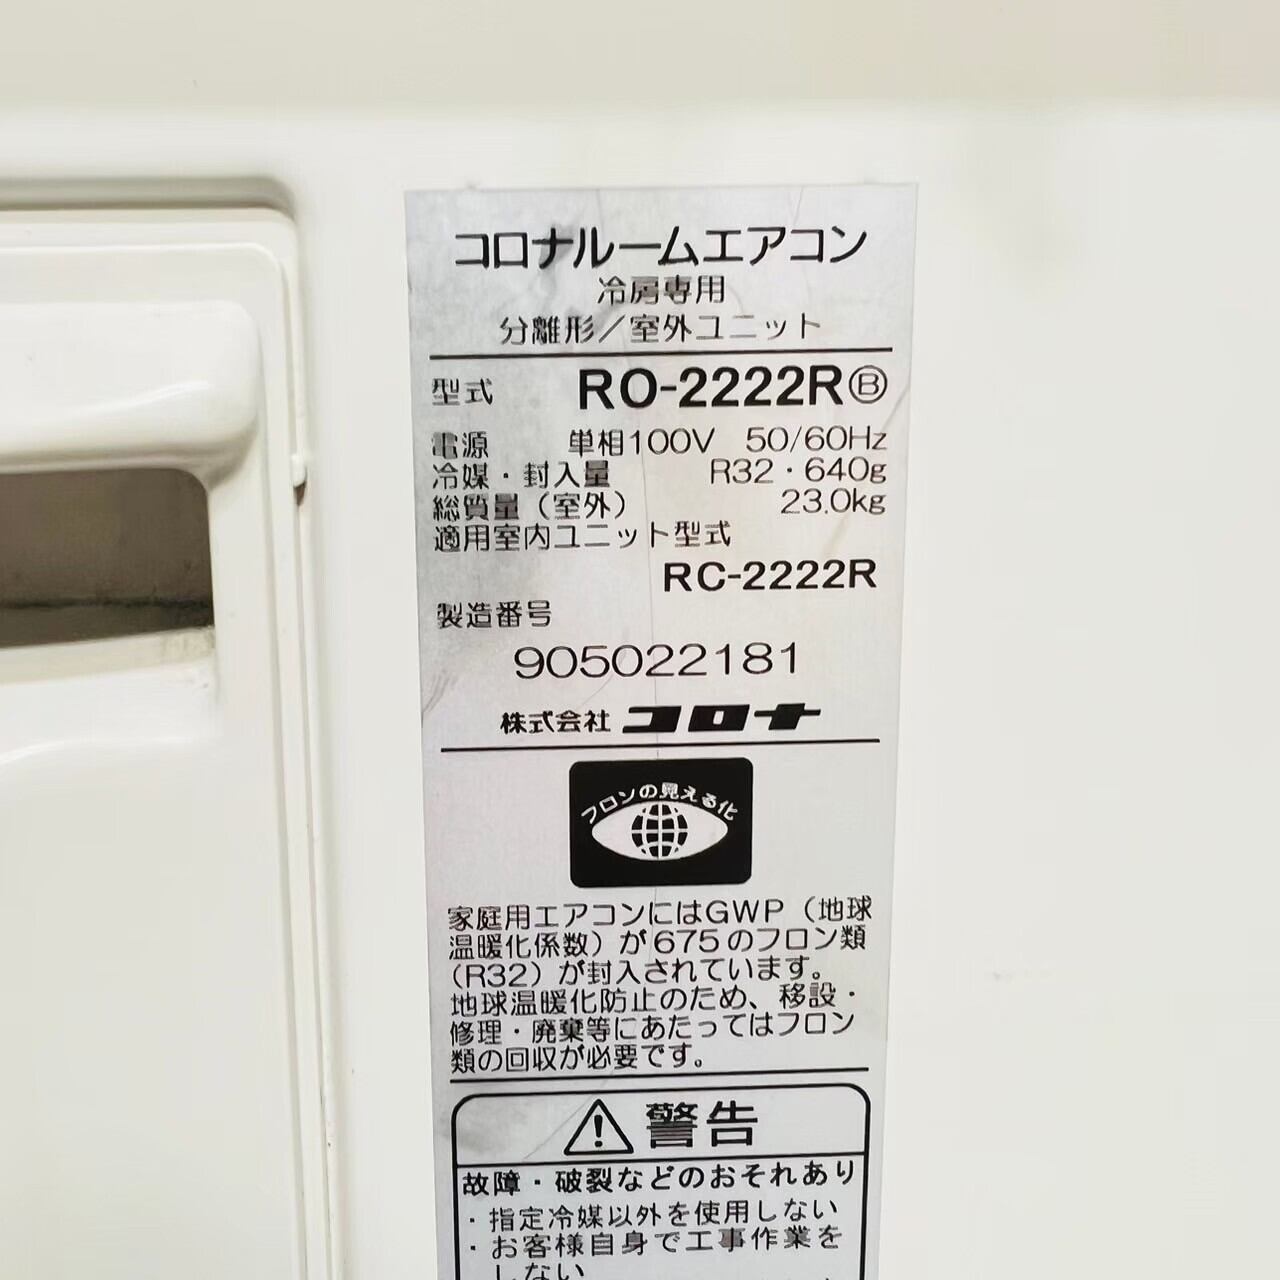 コロナルームエアコン
冷房専用
分離形／室外ユニット
型式 RO-2222RⒷ
電源 単相100V 50/60Hz
冷媒・封入量 R32・640g
総質量（室外） 23.0kg
適用室内ユニット型式
RC-2222R
製造番号
905022181
株式会社 コロナ
フロンの見える化
家庭用エアコンにはGWP（地球
温暖化係数）が675のフロン類
（R32）が封入されています。
地球温暖化防止のため、移設・
修理・廃棄等にあたってはフロン
類の回収が必要です。
警告
故障・破裂などのおそれあり
・指定冷媒以外を使用しない
・お客様自身で工事作業を
しない